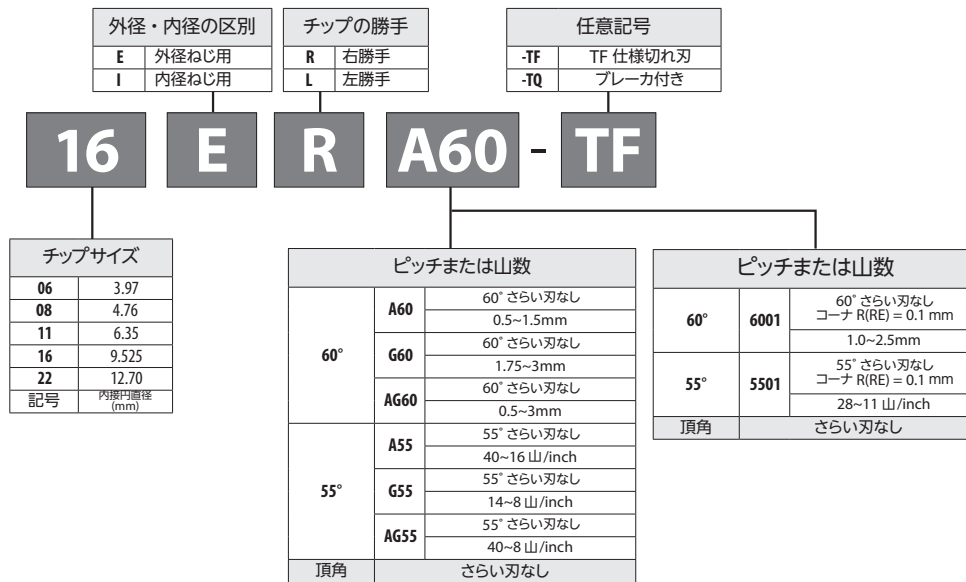 外径・内径の区別
E 外径ねじ用
I 内径ねじ用
チップの勝手
R 右勝手
L 左勝手
任意記号
-TF TF 仕様切れ刃
-TQ ブレーカ付き
16 E R A60 - TF
チップサイズ
06 3.97
08 4.76
11 6.35
16 9.525
22 12.70
記号 内接円直径
(mm)
ピッチまたは山数
60°
A60 60° さらい刃なし
0.5~1.5mm
G60 60° さらい刃なし
1.75~3mm
AG60 60° さらい刃なし
0.5~3mm
55°
A55 55° さらい刃なし
40~16 山/inch
G55 55° さらい刃なし
14~8 山/inch
AG55 55° さらい刃なし
40~8 山/inch
頂角 さらい刃なし
ピッチまたは山数
60° 6001 60° さらい刃なし
コーナ R(RE) = 0.1 mm
1.0~2.5mm
55° 5501 55° さらい刃なし
コーナ R(RE) = 0.1 mm
28~11 山/inch
頂角 さらい刃なし